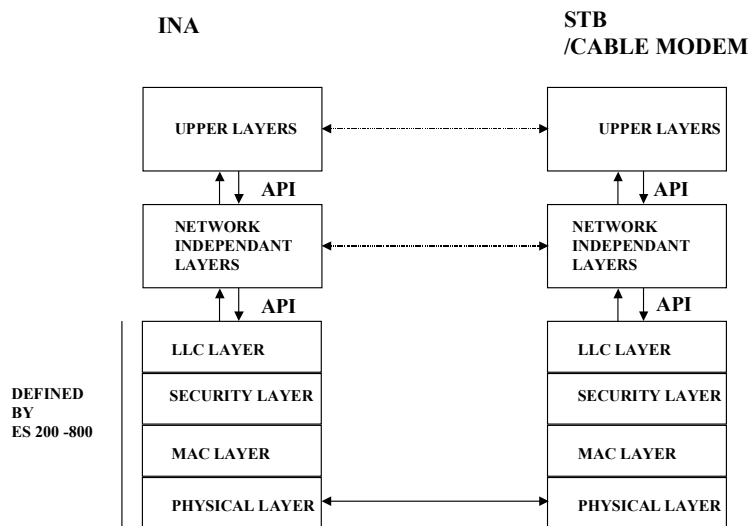 INA
STB
/CABLE MODEM
UPPER LAYERS
UPPER LAYERS
API
API
NETWORK
INDEPENDANT
LAYERS
NETWORK
INDEPENDANT
LAYERS
API
API
LLC LAYER
LLC LAYER
DEFINED
BY
ES 200 -800
SECURITY LAYER
SECURITY LAYER
MAC LAYER
MAC LAYER
PHYSICAL LAYER
PHYSICAL LAYER